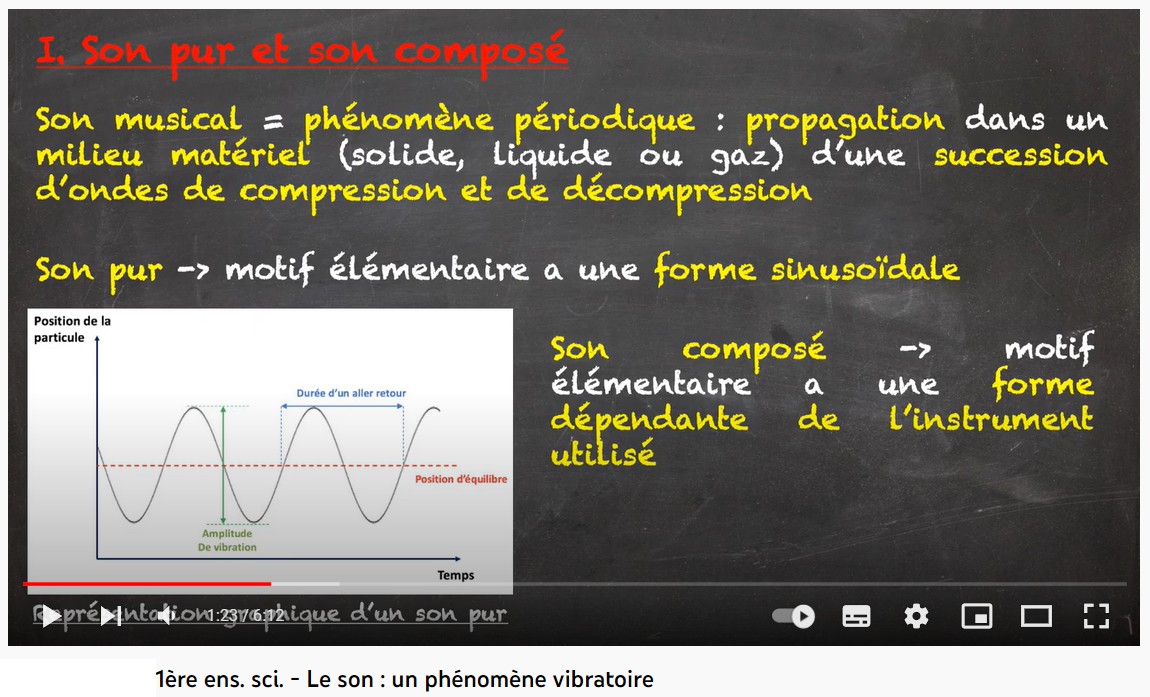 I. Son pur et son composé
Son musical = phénomène périodique : propagation dans un
milieu matériel (solide, liquide ou gaz) d'une succession
d'ondes de compression et de décompression
Son pur -> motif élémentaire a une forme sinusoïdale
Position de la
particule
Durée d'un aller retour
Position d'équilibre
Amplitude
De vibration
Temps
Son composé -> motif
élémentaire a une forme
dépendante de l'instrument
utilisé
Représentation graphique d'un son pur
1:23 / 6:12
1ère ens. sci. - Le son : un phénomène vibratoire